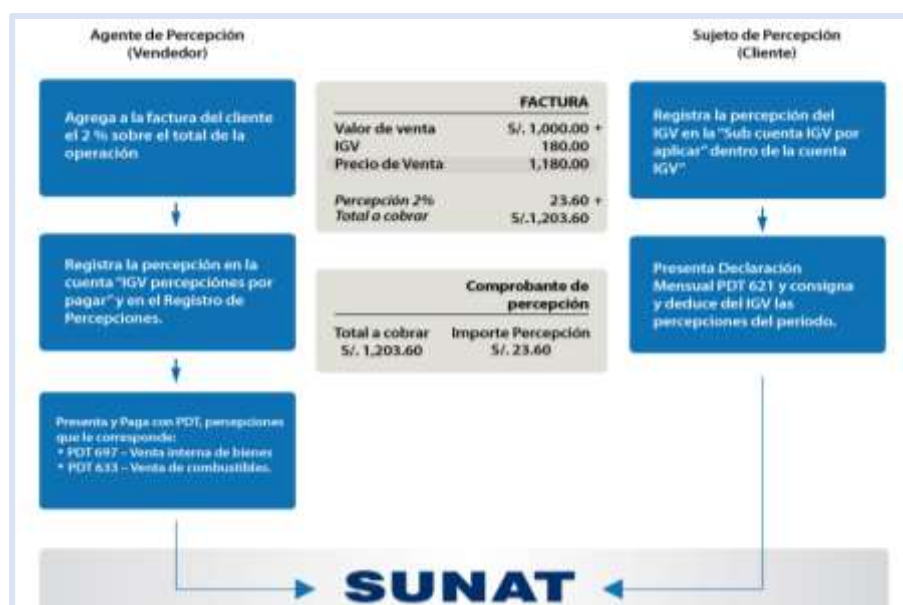 Agente de Percepción
(Vendedor)
Agrega a la factura del cliente
el 2 % sobre el total de la
operación
Registra la percepción en la
cuenta "IGV percepciónes por
pagar" y en el Registro de
Percepciones.
Presenta y Paga con PDT, persepciones
que le corresponde:
• PDT 697 – Venta interna de bienes
• PDT 633 – Venta de combustibles.
FACTURA
Valor de venta S/. 1,000.00 +
IGV 180.00
Precio de Venta 1,180.00
Percepción 2% 23.60 +
Total a cobrar S/.1,203.60
Comprobante de
percepción
Total a cobrar Importe Percepción
S/. 1,203.60 S/. 23.60
Sujeto de Percepción
(Cliente)
Registra la percepción del
IGV en la "Sub cuenta IGV por
aplicar" dentro de la cuenta
IGV"
Presenta Declaración
Mensual PDT 621 y consigna
y deduce del IGV las
percepciones del periodo.
SUNAT